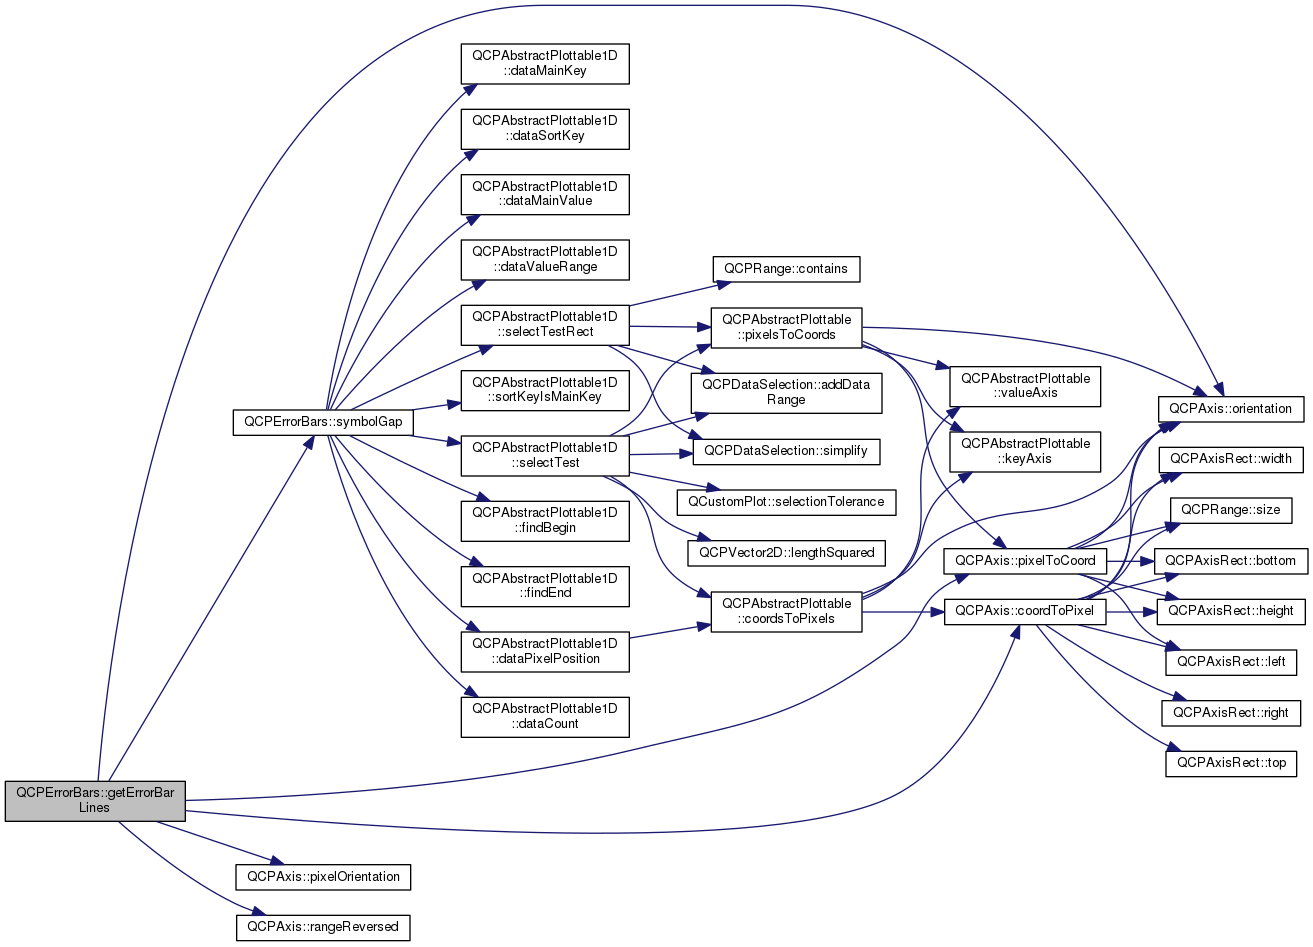 QCPAbstractPlottable1D
::dataMainKey
QCPAbstractPlottable1D
::dataSortKey
QCPAbstractPlottable1D
::dataMainValue
QCPAbstractPlottable1D
::dataValueRange
QCPAbstractPlottable1D
::selectTestRect
QCPAbstractPlottable1D
::sortKeyIsMainKey
QCPErrorBars::symbolGap
QCPAbstractPlottable1D
::selectTest
QCPAbstractPlottable1D
::findBegin
QCPAbstractPlottable1D
::findEnd
QCPAbstractPlottable1D
::dataPixelPosition
QCPAbstractPlottable1D
::dataCount
QCPErrorBars::getErrorBar
Lines
QCPAxis::pixelOrientation
QCPAxis::rangeReversed
QCPRange::contains
QCPAbstractPlottable
::pixelsToCoords
QCPDataSelection::addData
Range
QCPDataSelection::simplify
QCustomPlot::selectionTolerance
QCPVector2D::lengthSquared
QCPAbstractPlottable
::coordsToPixels
QCPAbstractPlottable
::valueAxis
QCPAbstractPlottable
::keyAxis
QCPAxis::pixelToCoord
QCPAxis::coordToPixel
QCPAxis::orientation
QCPAxisRect::width
QCPRange::size
QCPAxisRect::bottom
QCPAxisRect::height
QCPAxisRect::left
QCPAxisRect::right
QCPAxisRect::top